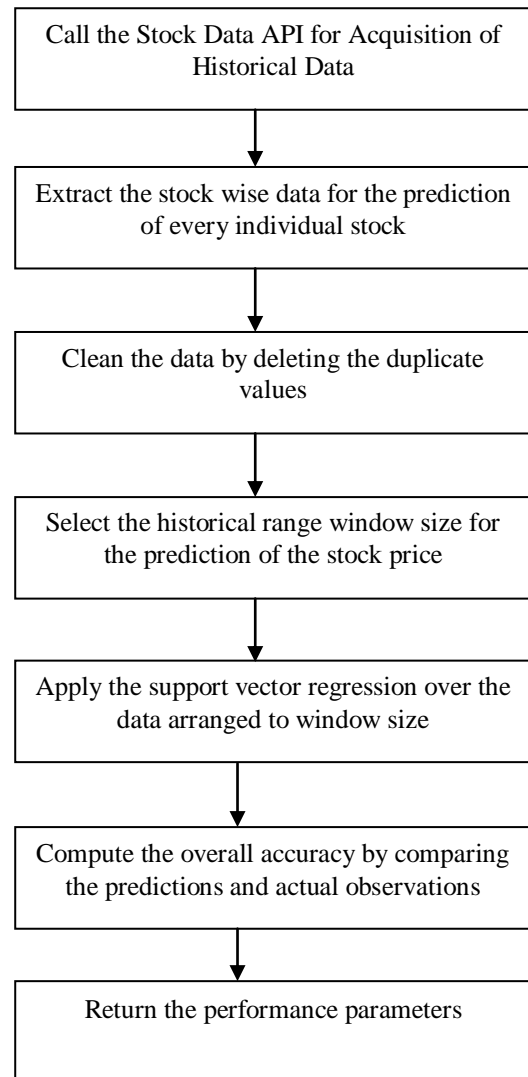 Call the Stock Data API for Acquisition of
Historical Data
Extract the stock wise data for the prediction
of every individual stock
Clean the data by deleting the duplicate
values
Select the historical range window size for
the prediction of the stock price
Apply the support vector regression over the
data arranged to window size
Compute the overall accuracy by comparing
the predictions and actual observations
Return the performance parameters